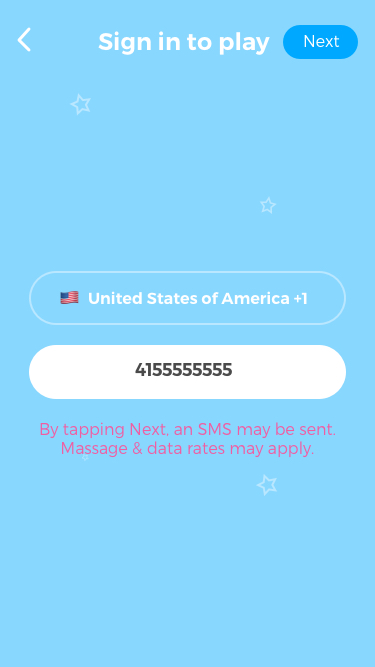 Sign in to play
Next
United States of America +1
4155555555
By tapping Next, an SMS may be sent.
Massage & data rates may apply.